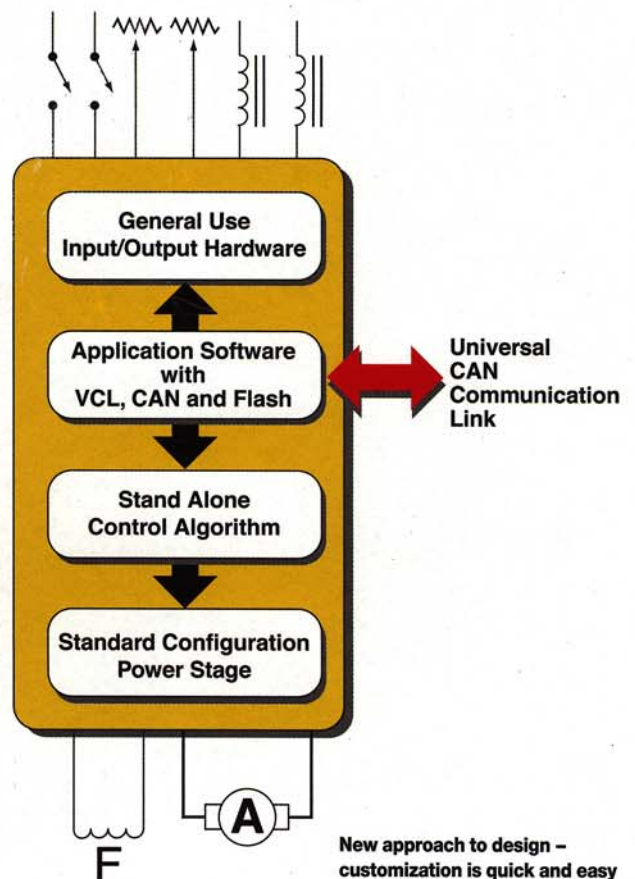 General Use
Input/Output Hardware
Application Software
with
VCL, CAN and Flash
Universal
CAN
Communication
Link
Stand Alone
Control Algorithm
Standard Configuration
Power Stage
A
F
New approach to design –
customization is quick and easy